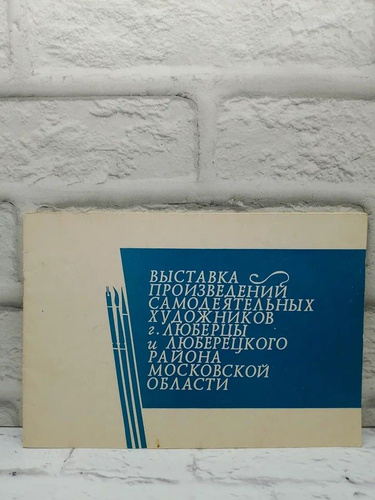 ВЫСТАВКА
ПРОИЗВЕДЕНИЙ
САМОДЕЯТЕЛЬНЫХ
ХУДОЖНИКОВ
г. ЛЮБЕРЦЫ
и ЛЮБЕРЕЦКОГО
РАЙОНА
МОСКОВСКОЙ
ОБЛАСТИ